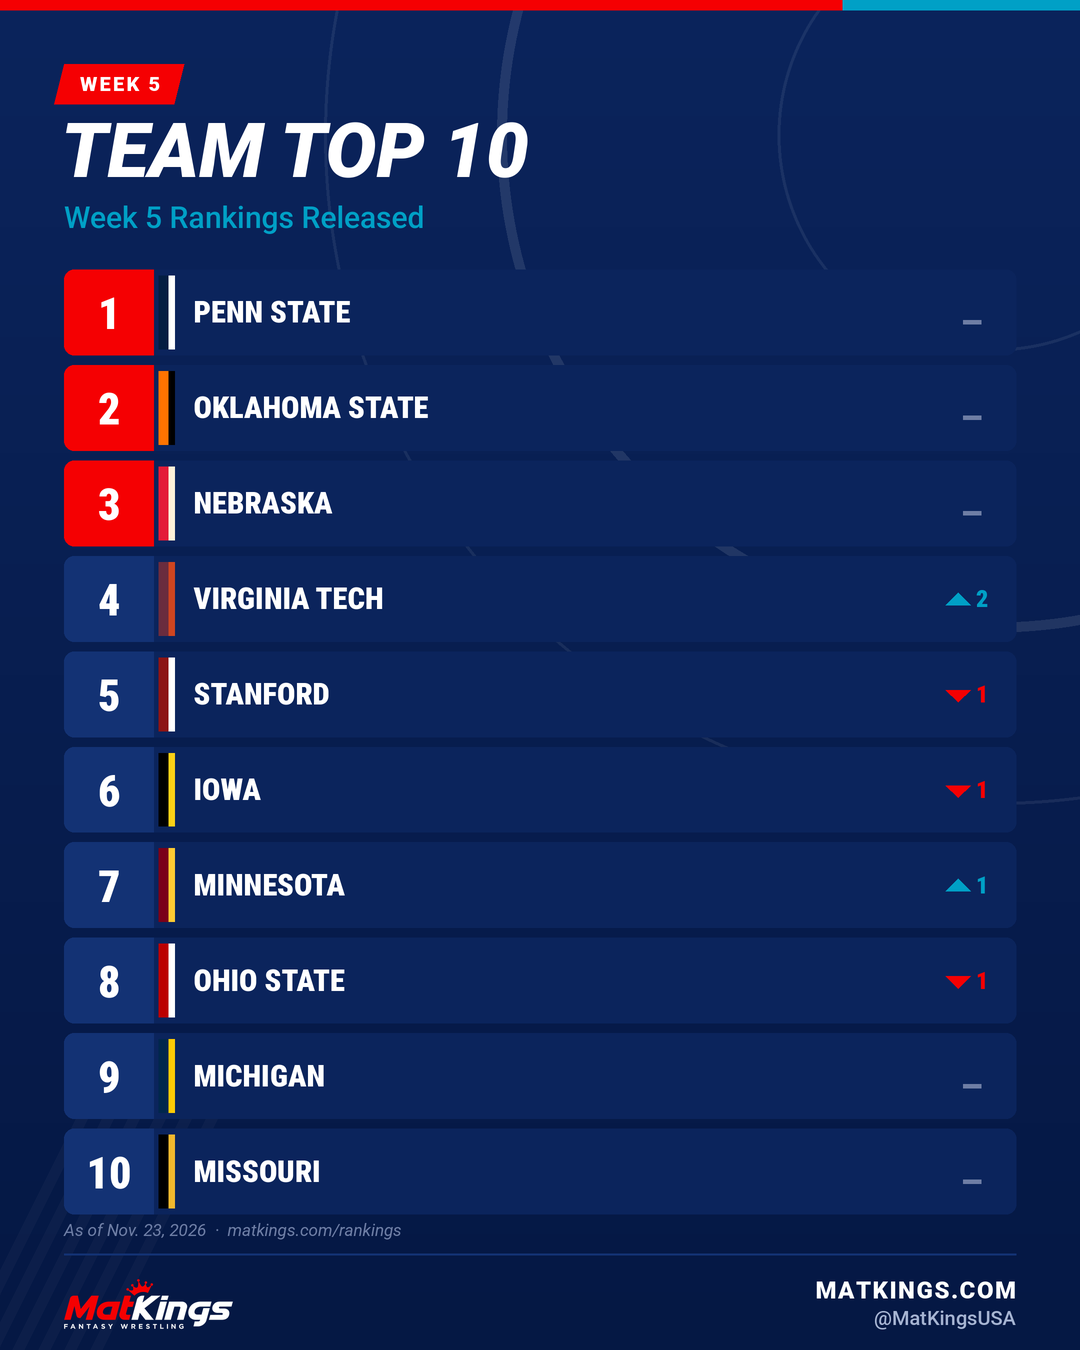 WEEK 5
TEAM TOP 10
Week 5 Rankings Released
1 PENN STATE –
2 OKLAHOMA STATE –
3 NEBRASKA –
4 VIRGINIA TECH ▲ 2
5 STANFORD ▼ 1
6 IOWA ▼ 1
7 MINNESOTA ▲ 1
8 OHIO STATE ▼ 1
9 MICHIGAN –
10 MISSOURI –
As of Nov. 23, 2026 · matkings.com/rankings
MatKings
FANTASY WRESTLING
MATKINGS.COM
@MatKingsUSA